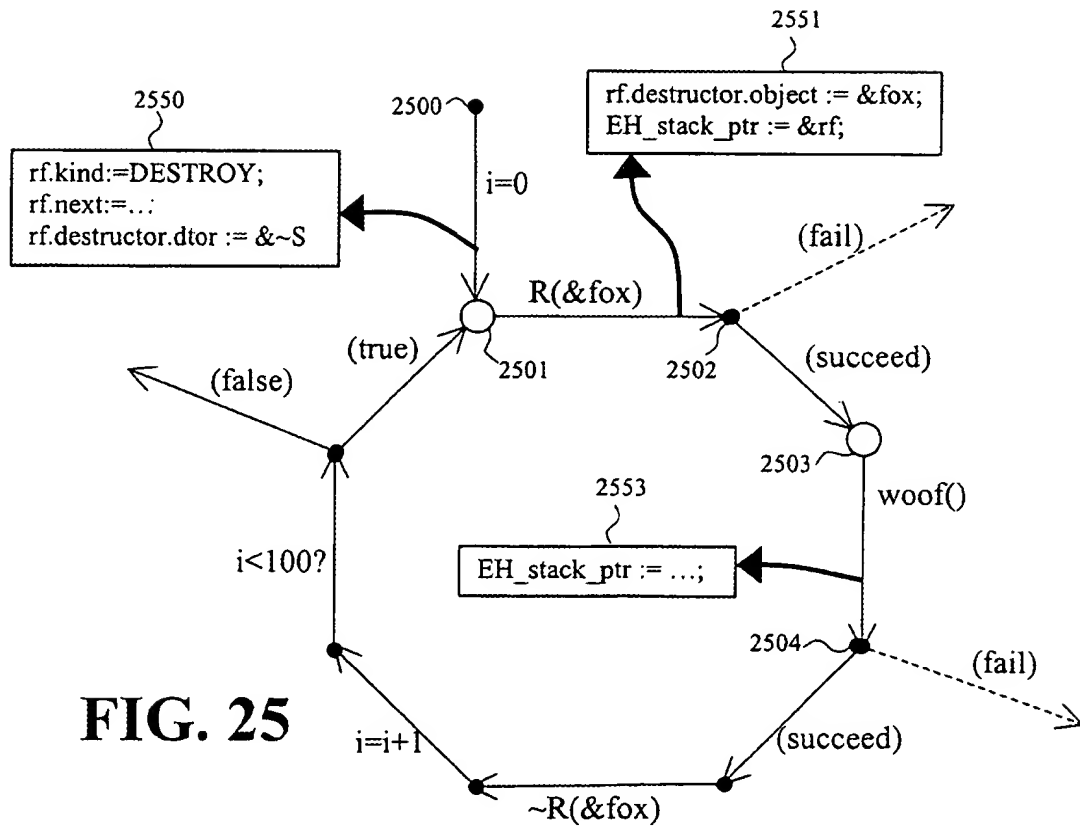 2551
rf.destructor.object := &fox;
EH_stack_ptr := &rf;
2550
rf.kind:=DESTROY;
rf.next:=...:
rf.destructor.dtor := &~S
2500
i=0
(fail)
R(&fox)
2501
2502
(true)
(false)
(succeed)
2503
woof()
2553
EH_stack_ptr := ...;
i<100?
2504
(fail)
FIG. 25
i=i+1
(succeed)
~R(&fox)